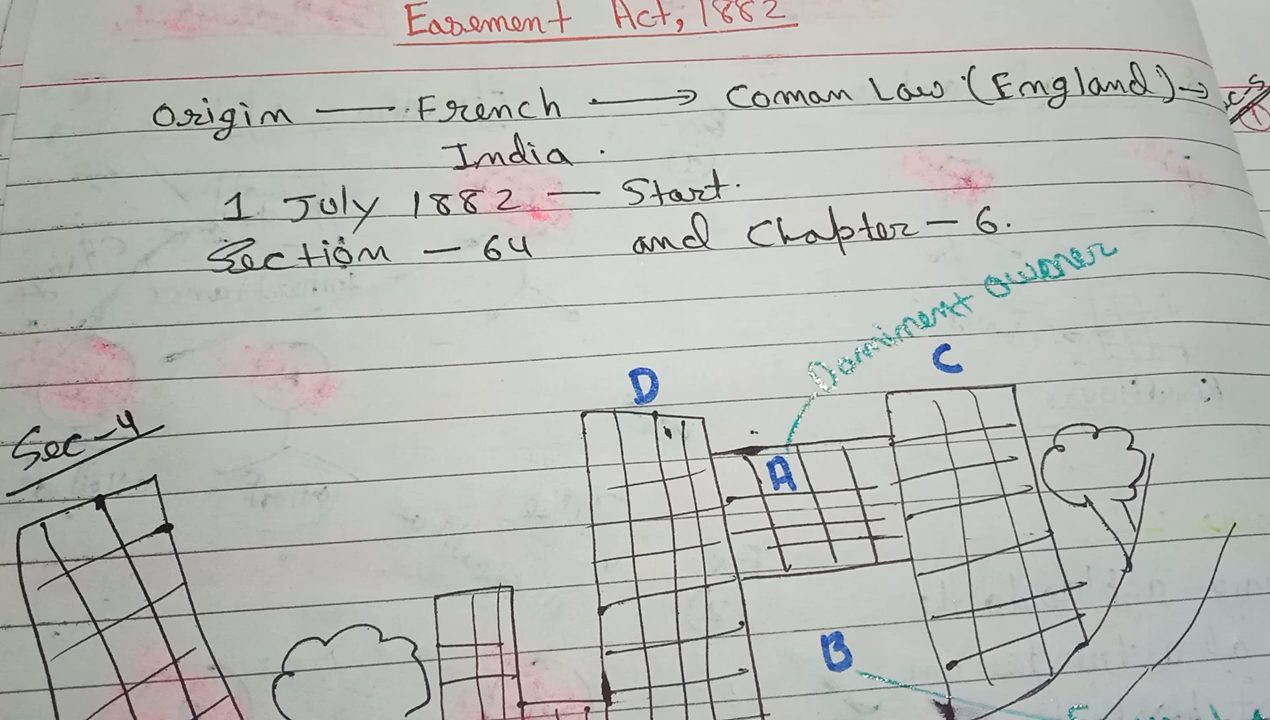 Easement Act, 1882
Origin — French → Coman Law (England) →
India.
1 July 1882 — Start.
Section — 64 and Chapter — 6.
Dominent owner
D
C
Sec-4
A
B